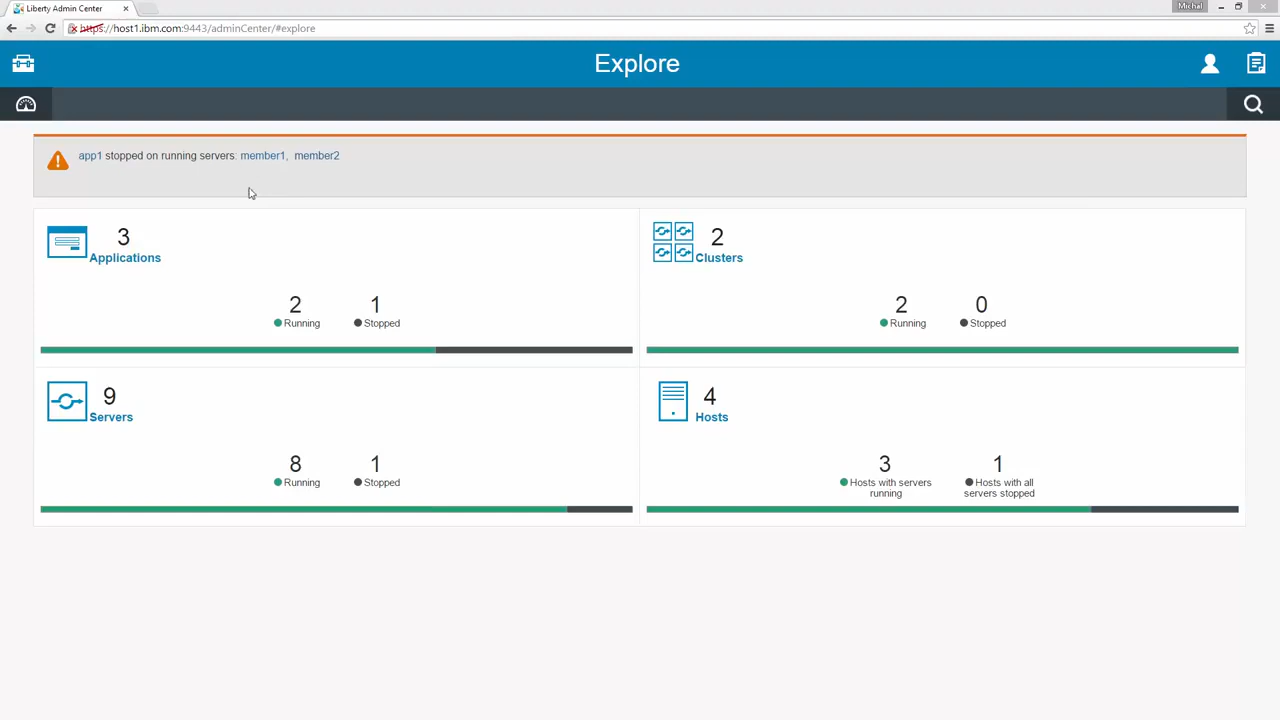 Liberty Admin Center
Michal
https://host1.ibm.com:9443/adminCenter/#explore
Explore
app1 stopped on running servers: member1, member2
3
Applications
2
Running
1
Stopped
2
Clusters
2
Running
0
Stopped
9
Servers
8
Running
1
Stopped
4
Hosts
3
Hosts with servers
running
1
Hosts with all
servers stopped